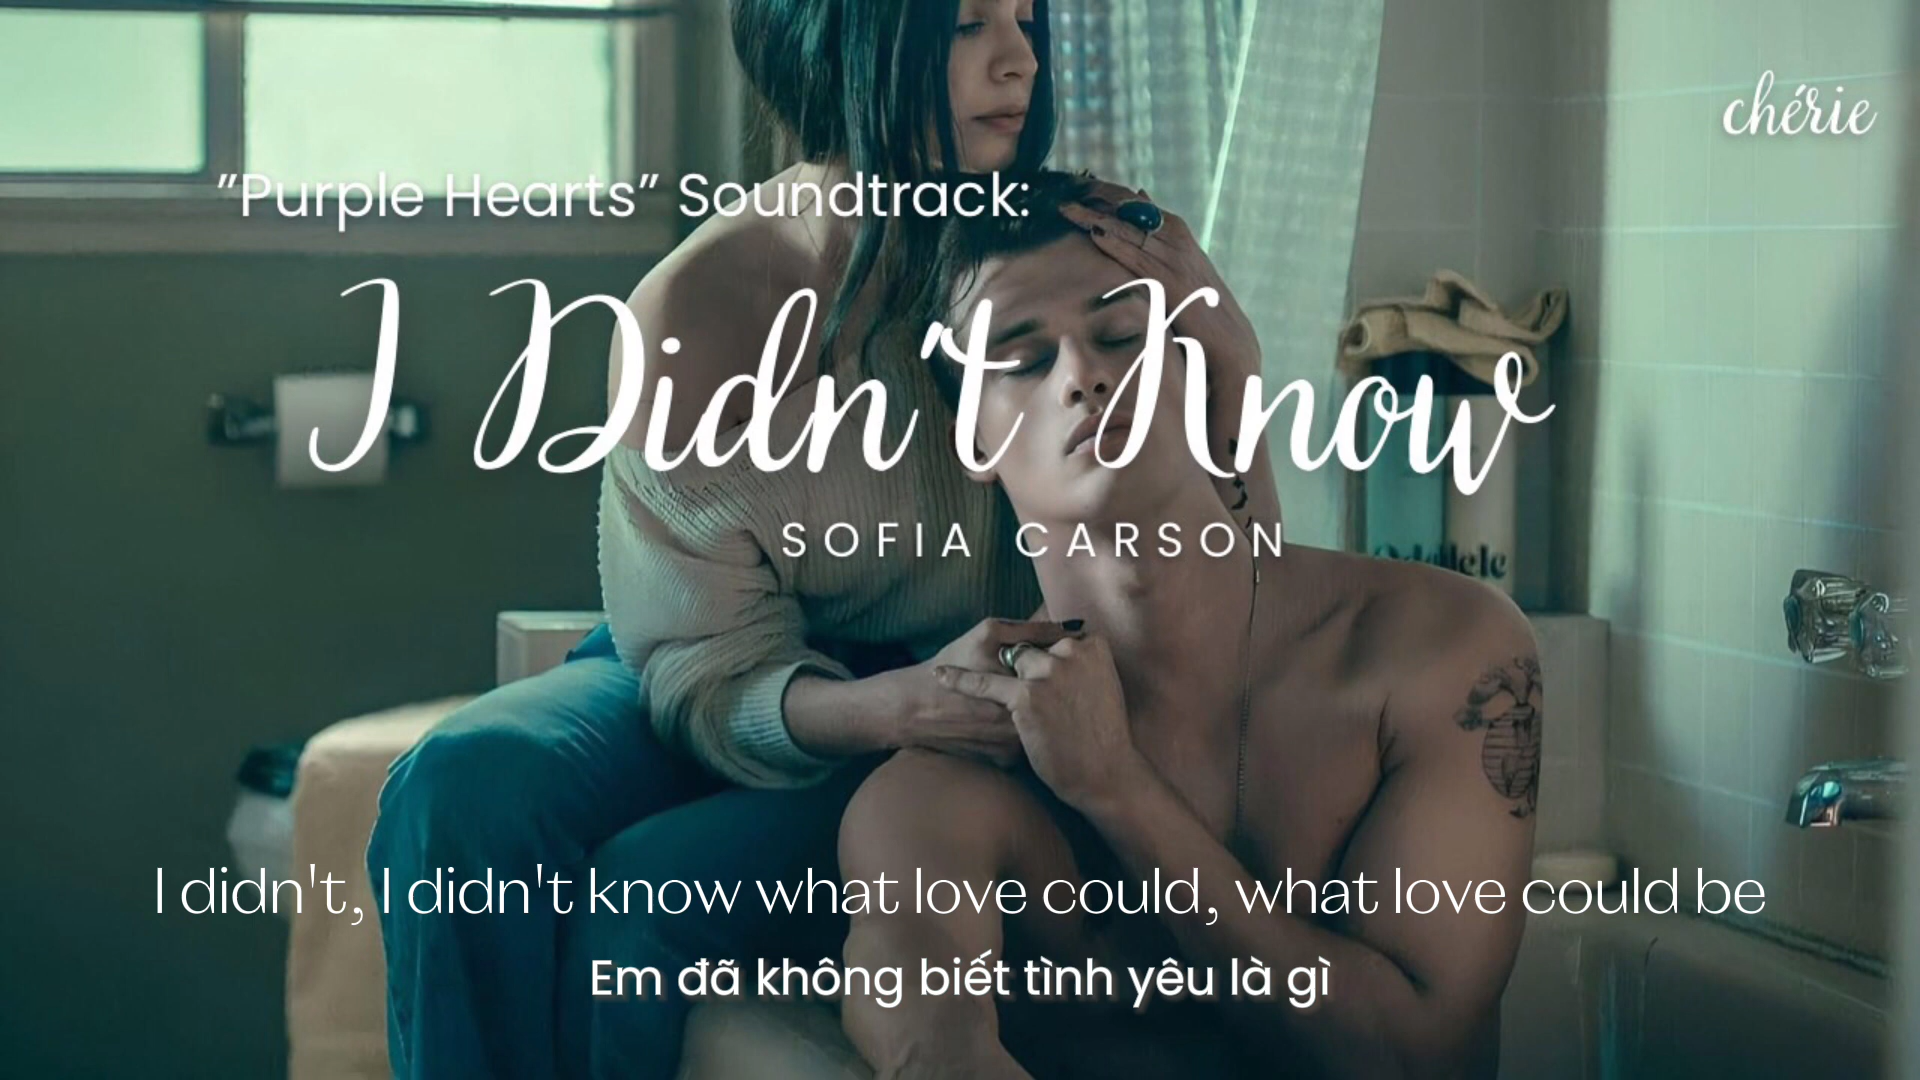 chérie
”Purple Hearts” Soundtrack:
I Didn't Know
SOFIA CARSON
I didn't, I didn't know what love could, what love could be
Em đã không biết tình yêu là gì